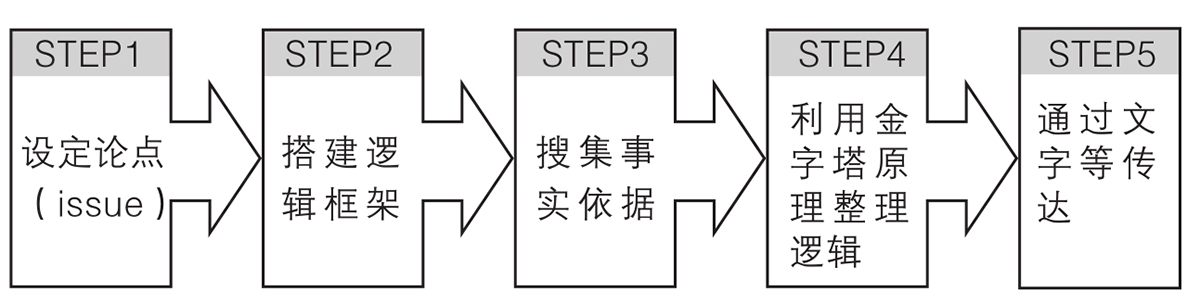 STEP1
设定论点
（issue）
STEP2
搭建逻
辑框架
STEP3
搜集事
实依据
STEP4
利用金
字塔原
理整理
逻辑
STEP5
通过文
字等传
达